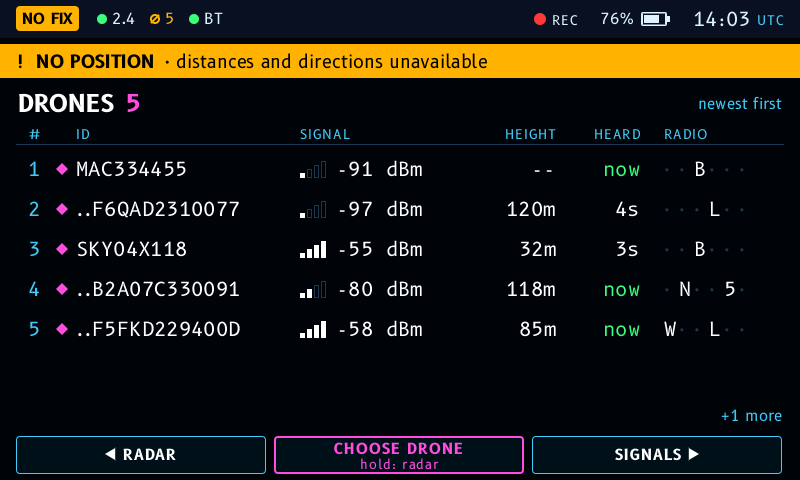 NO FIX 2.4 ø 5 BT REC 76% 14:03 UTC
! NO POSITION · distances and directions unavailable
DRONES 5 newest first
# ID SIGNAL HEIGHT HEARD RADIO
1 ◆ MAC334455 -91 dBm -- now · · B · · ·
2 ◆ ..F6QAD2310077 -97 dBm 120m 4s · · · L · ·
3 ◆ SKY04X118 -55 dBm 32m 3s · · B · · ·
4 ◆ ..B2A07C330091 -80 dBm 118m now · N · · 5 ·
5 ◆ ..F5FKD229400D -58 dBm 85m now W · · L · ·
+1 more
◀ RADAR CHOOSE DRONE SIGNALS ▶
hold: radar